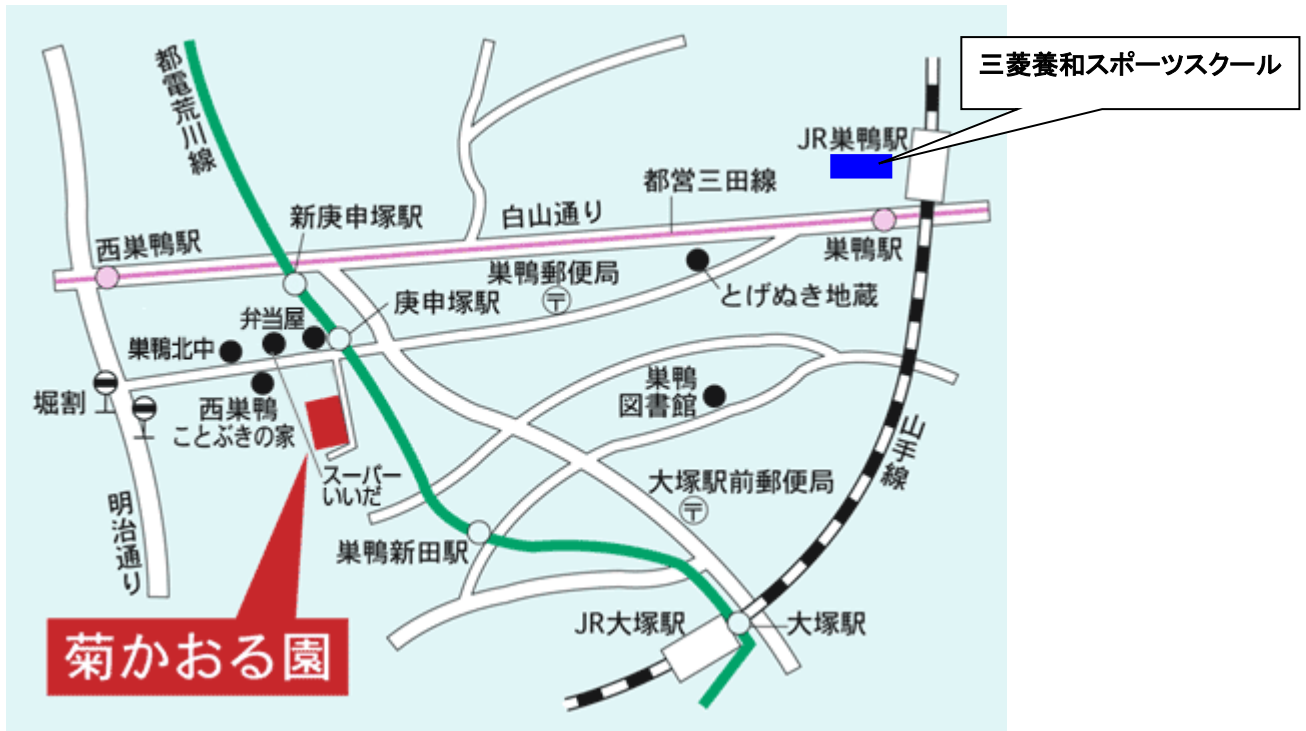 三菱養和スポーツスクール
都電荒川線
JR巣鴨駅
都営三田線
新庚申塚駅
白山通り
西巣鴨駅
巣鴨駅
巣鴨郵便局
〒
とげぬき地蔵
庚申塚駅
弁当屋
巣鴨北中
堀割
西巣鴨
ことぶきの家
巣鴨
図書館
山手線
スーパー
いいだ
大塚駅前郵便局
〒
明治通り
巣鴨新田駅
JR大塚駅
大塚駅
菊かおる園